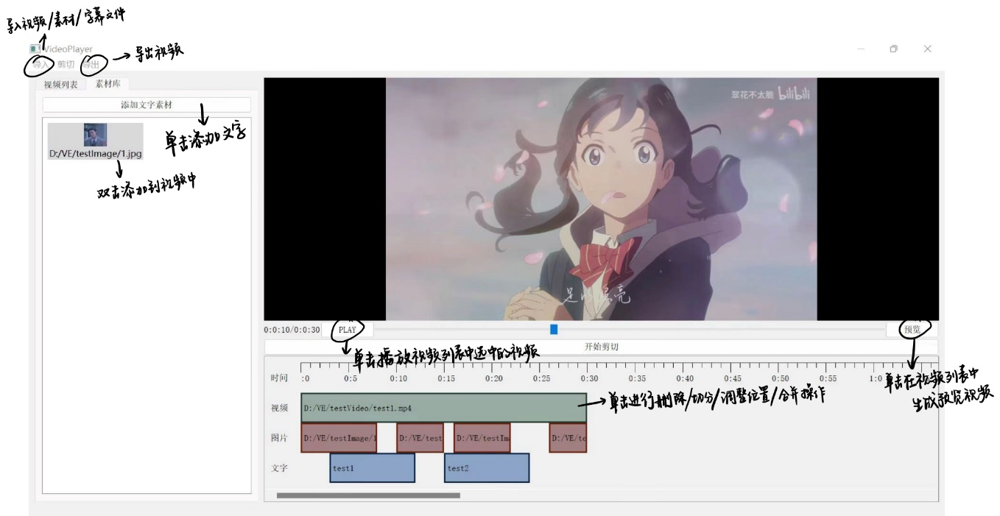 导入视频/素材/字幕文件
VideoPlayer
导入 剪切 导出
→导出视频
视频列表 素材库
添加文字素材
单击添加文字
D:/VE/testImage/1.jpg
双击添加到视频中
翠花不太脆 bilibili
足以漂亮
0:0:10/0:0:30 PLAY
预览
单击播放视频列表中选中的视频
开始剪切
时间 :0 0:5 0:10 0:15 0:20 0:25 0:30 0:35 0:40 0:45 0:50 0:55 1:0
单击在视频列表中
生成预览视频
视频 D:/VE/testVideo/test1.mp4
→单击进行删除/切分/调整位置/合并操作
图片 D:/VE/testImage/1 D:/VE/test D:/VE/testIma D:/VE/te
文字 test1 test2